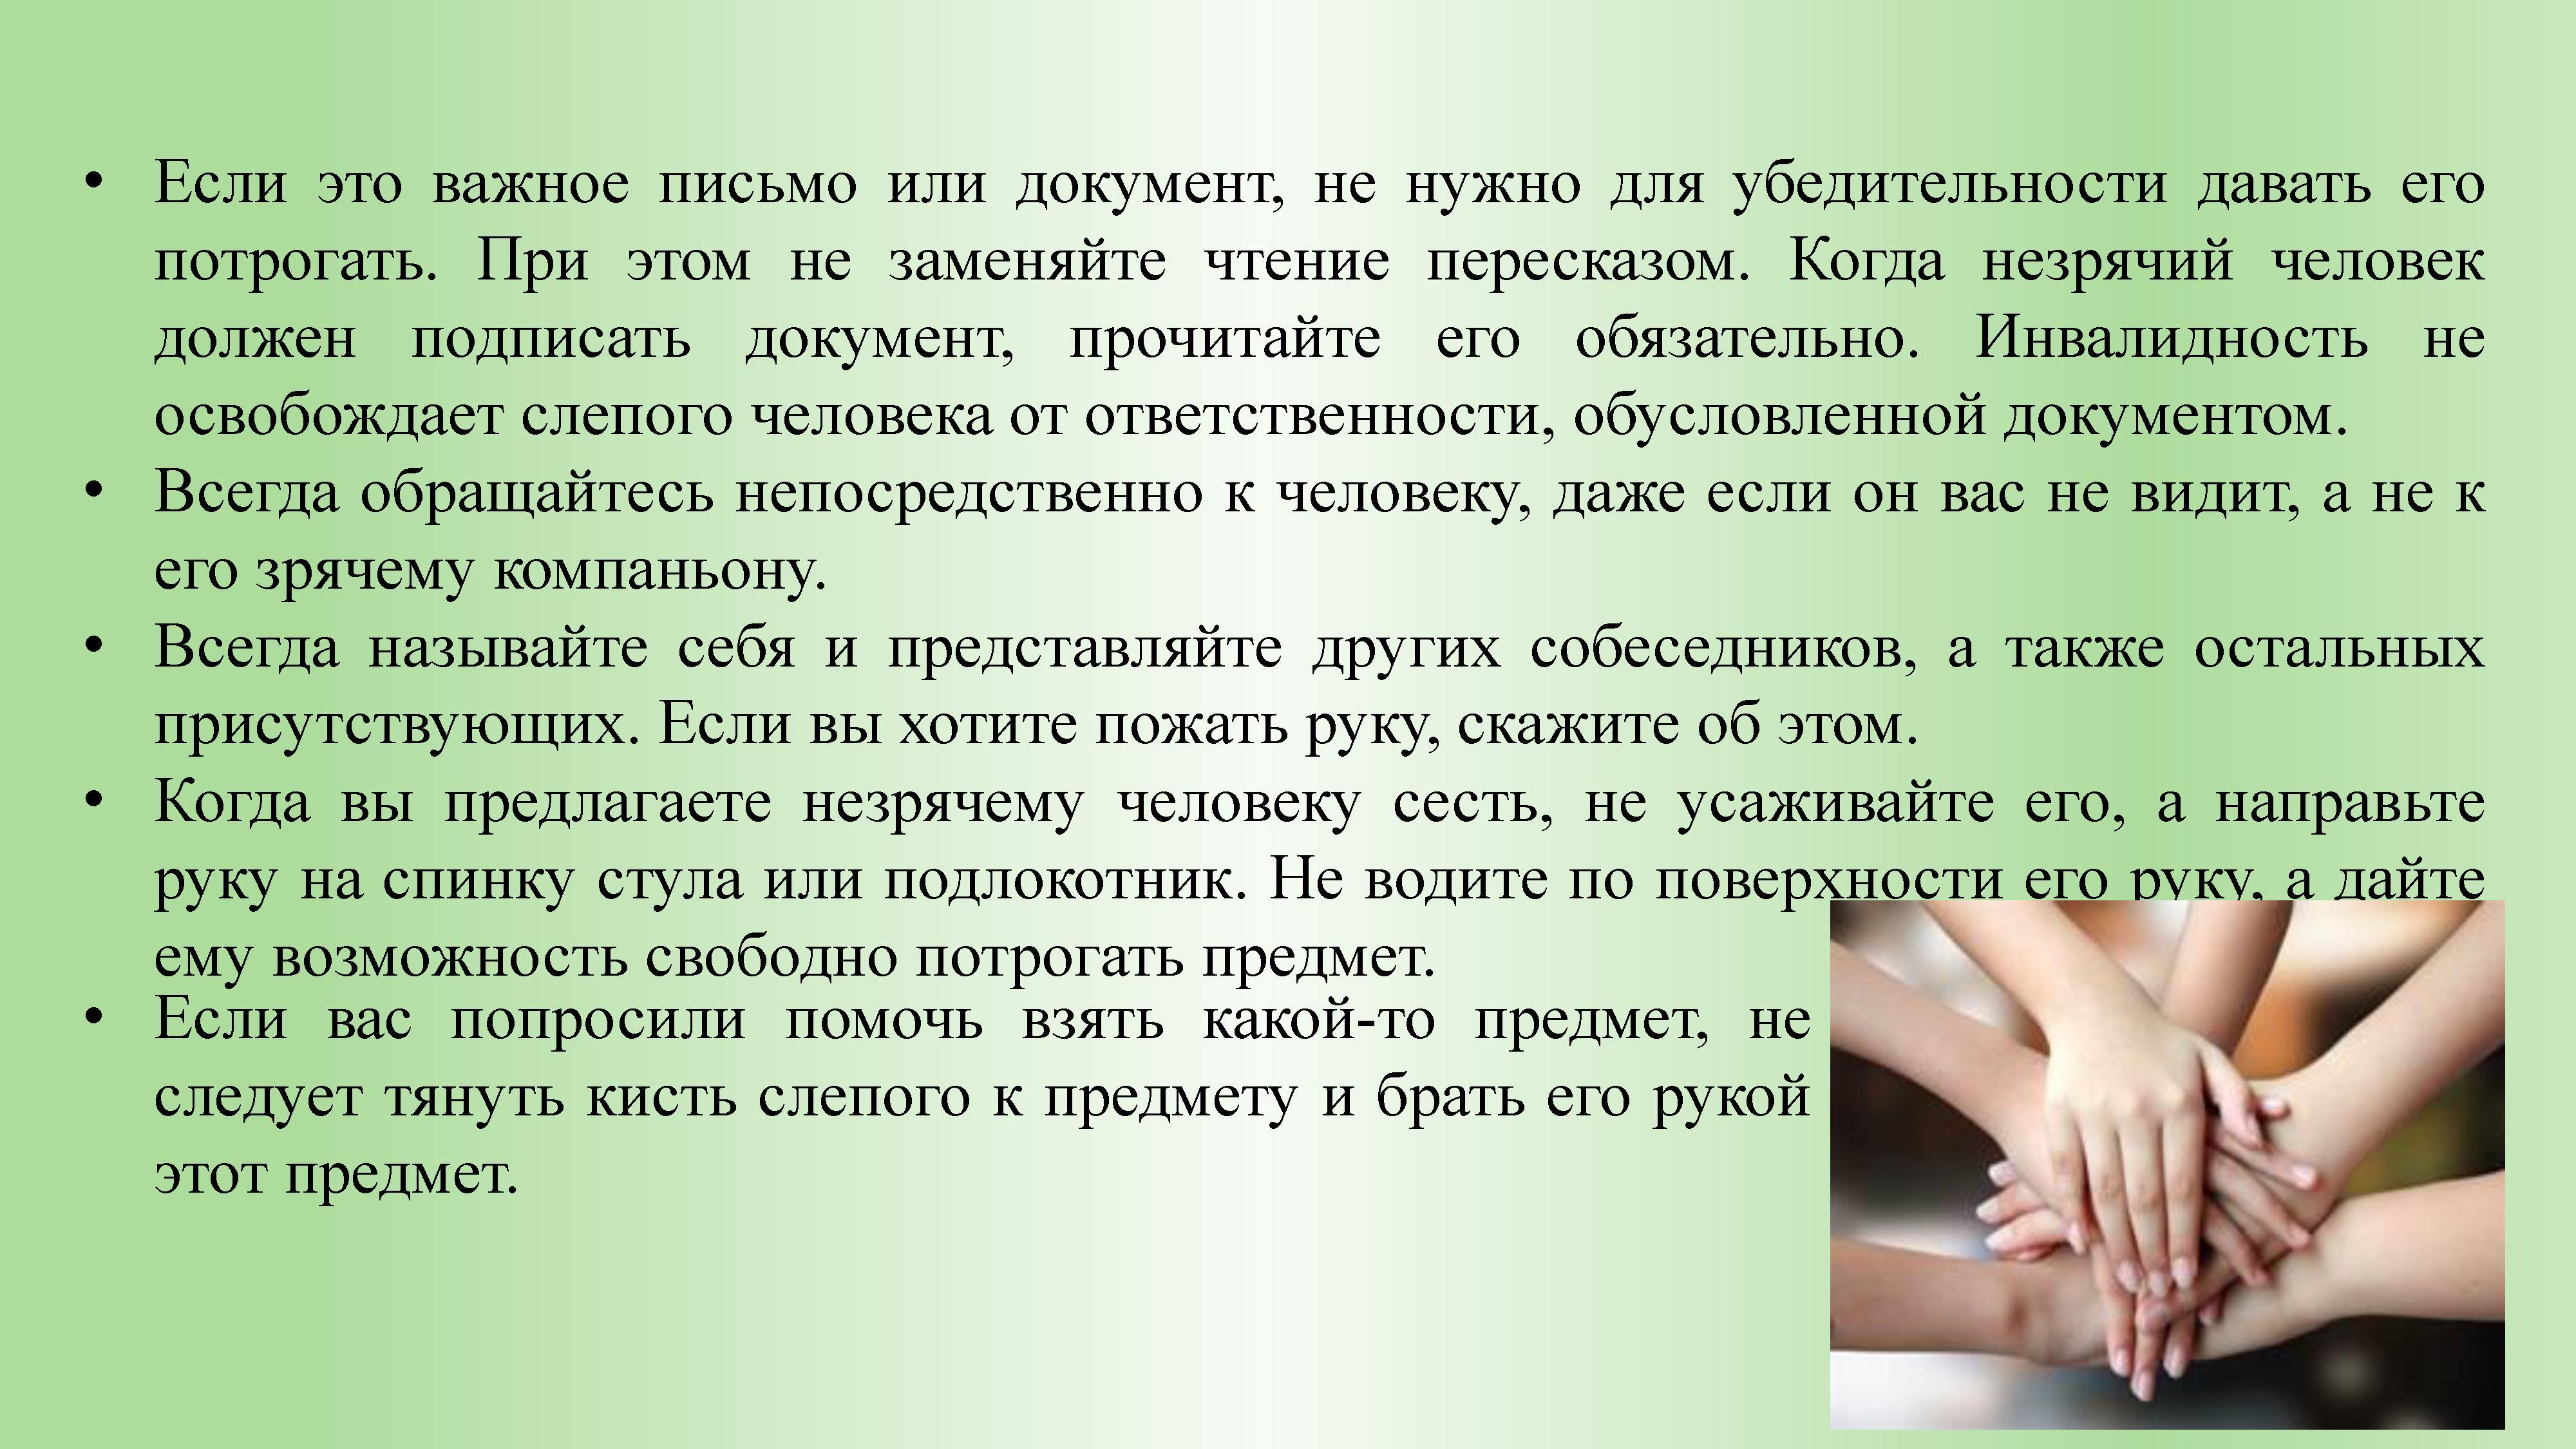 • Если это важное письмо или документ, не нужно для убедительности давать его
потрогать. При этом не заменяйте чтение пересказом. Когда незрячий человек
должен подписать документ, прочитайте его обязательно. Инвалидность не
освобождает слепого человека от ответственности, обусловленной документом.
• Всегда обращайтесь непосредственно к человеку, даже если он вас не видит, а не к
его зрячему компаньону.
• Всегда называйте себя и представляйте других собеседников, а также остальных
присутствующих. Если вы хотите пожать руку, скажите об этом.
• Когда вы предлагаете незрячему человеку сесть, не усаживайте его, а направьте
руку на спинку стула или подлокотник. Не водите по поверхности его руку, а дайте
ему возможность свободно потрогать предмет.
• Если вас попросили помочь взять какой-то предмет, не
следует тянуть кисть слепого к предмету и брать его рукой
этот предмет.